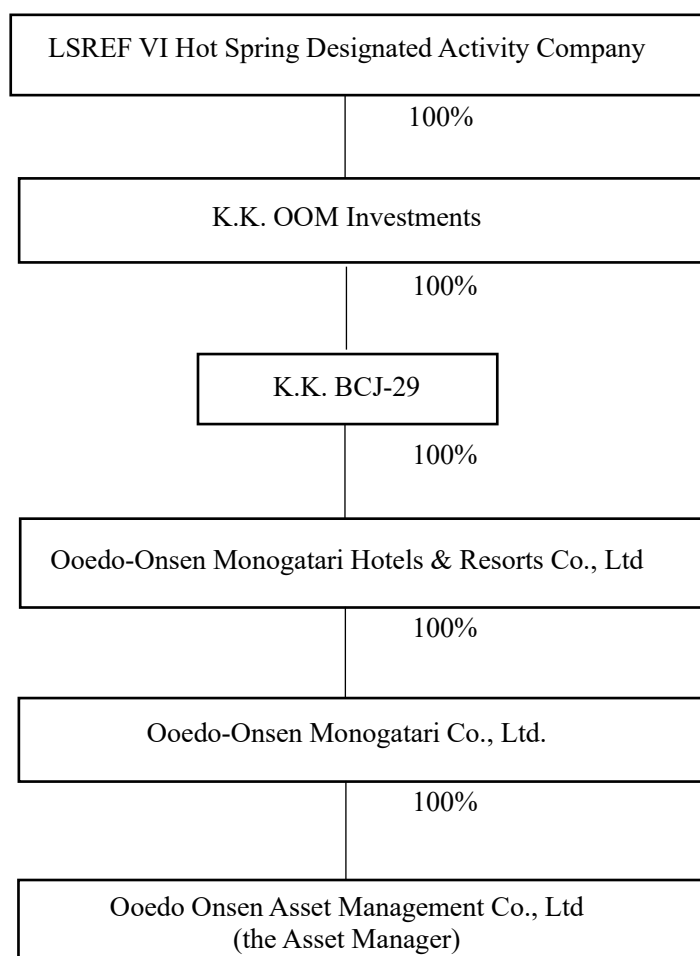 LSREF VI Hot Spring Designated Activity Company
100%
K.K. OOM Investments
100%
K.K. BCJ-29
100%
Ooedo-Onsen Monogatari Hotels & Resorts Co., Ltd
100%
Ooedo-Onsen Monogatari Co., Ltd.
100%
Ooedo Onsen Asset Management Co., Ltd
(the Asset Manager)